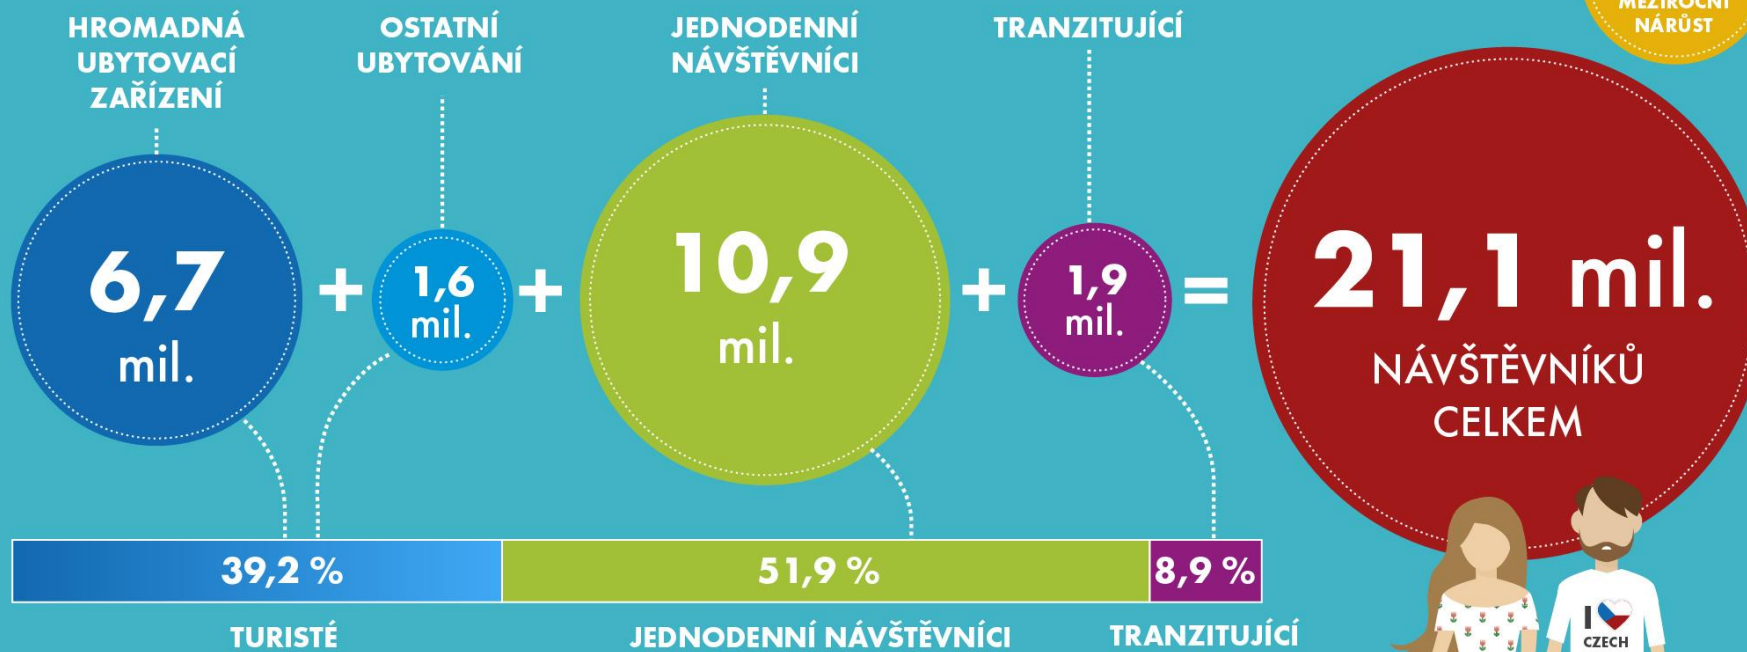 HROMADNÁ
UBYTOVACÍ
ZAŘÍZENÍ
OSTATNÍ
UBYTOVÁNÍ
JEDNODENNÍ
NÁVŠTĚVNÍCI
TRANZITUJÍCÍ
MEZIROČNÍ
NÁRŮST
6,7
mil.
+
1,6
mil.
+
10,9
mil.
+
1,9
mil.
=
21,1 mil.
NÁVŠTĚVNÍKŮ
CELKEM
39,2 %
51,9 %
8,9 %
TURISTÉ
JEDNODENNÍ NÁVŠTĚVNÍCI
TRANZITUJÍCÍ
I
CZECH